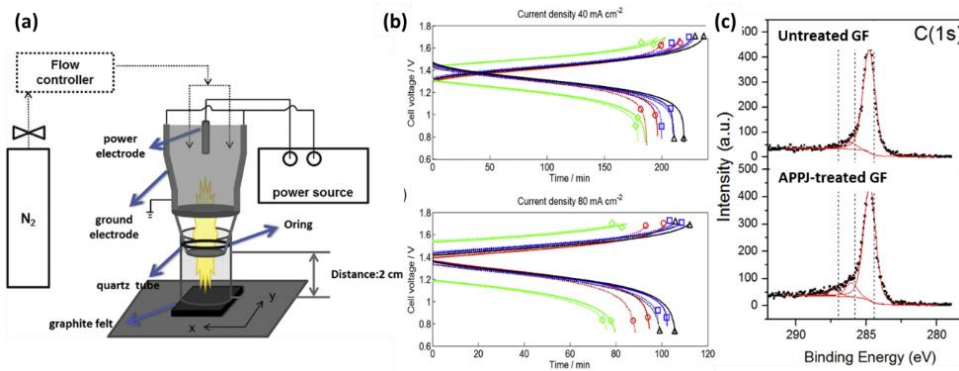 (a)
Flow
controller
power
electrode
N2
ground
electrode
power source
Oring
quartz tube
Distance:2 cm
graphite felt
x
y
(b)
Current density 40 mA cm-2
Cell voltage / V
1.8
1.6
1.4
1.2
1
0.8
0.6
0 50 100 150 200
Time / min
Current density 80 mA cm-2
Cell voltage / V
1.8
1.6
1.4
1.2
1
0.8
0.6
0 20 40 60 80 100 120
Time / min
(c)
C(1s)
Untreated GF
Intensity (a.u.)
500
400
300
200
100
0
APPJ-treated GF
400
300
200
100
0
290 285 280
Binding Energy (eV)